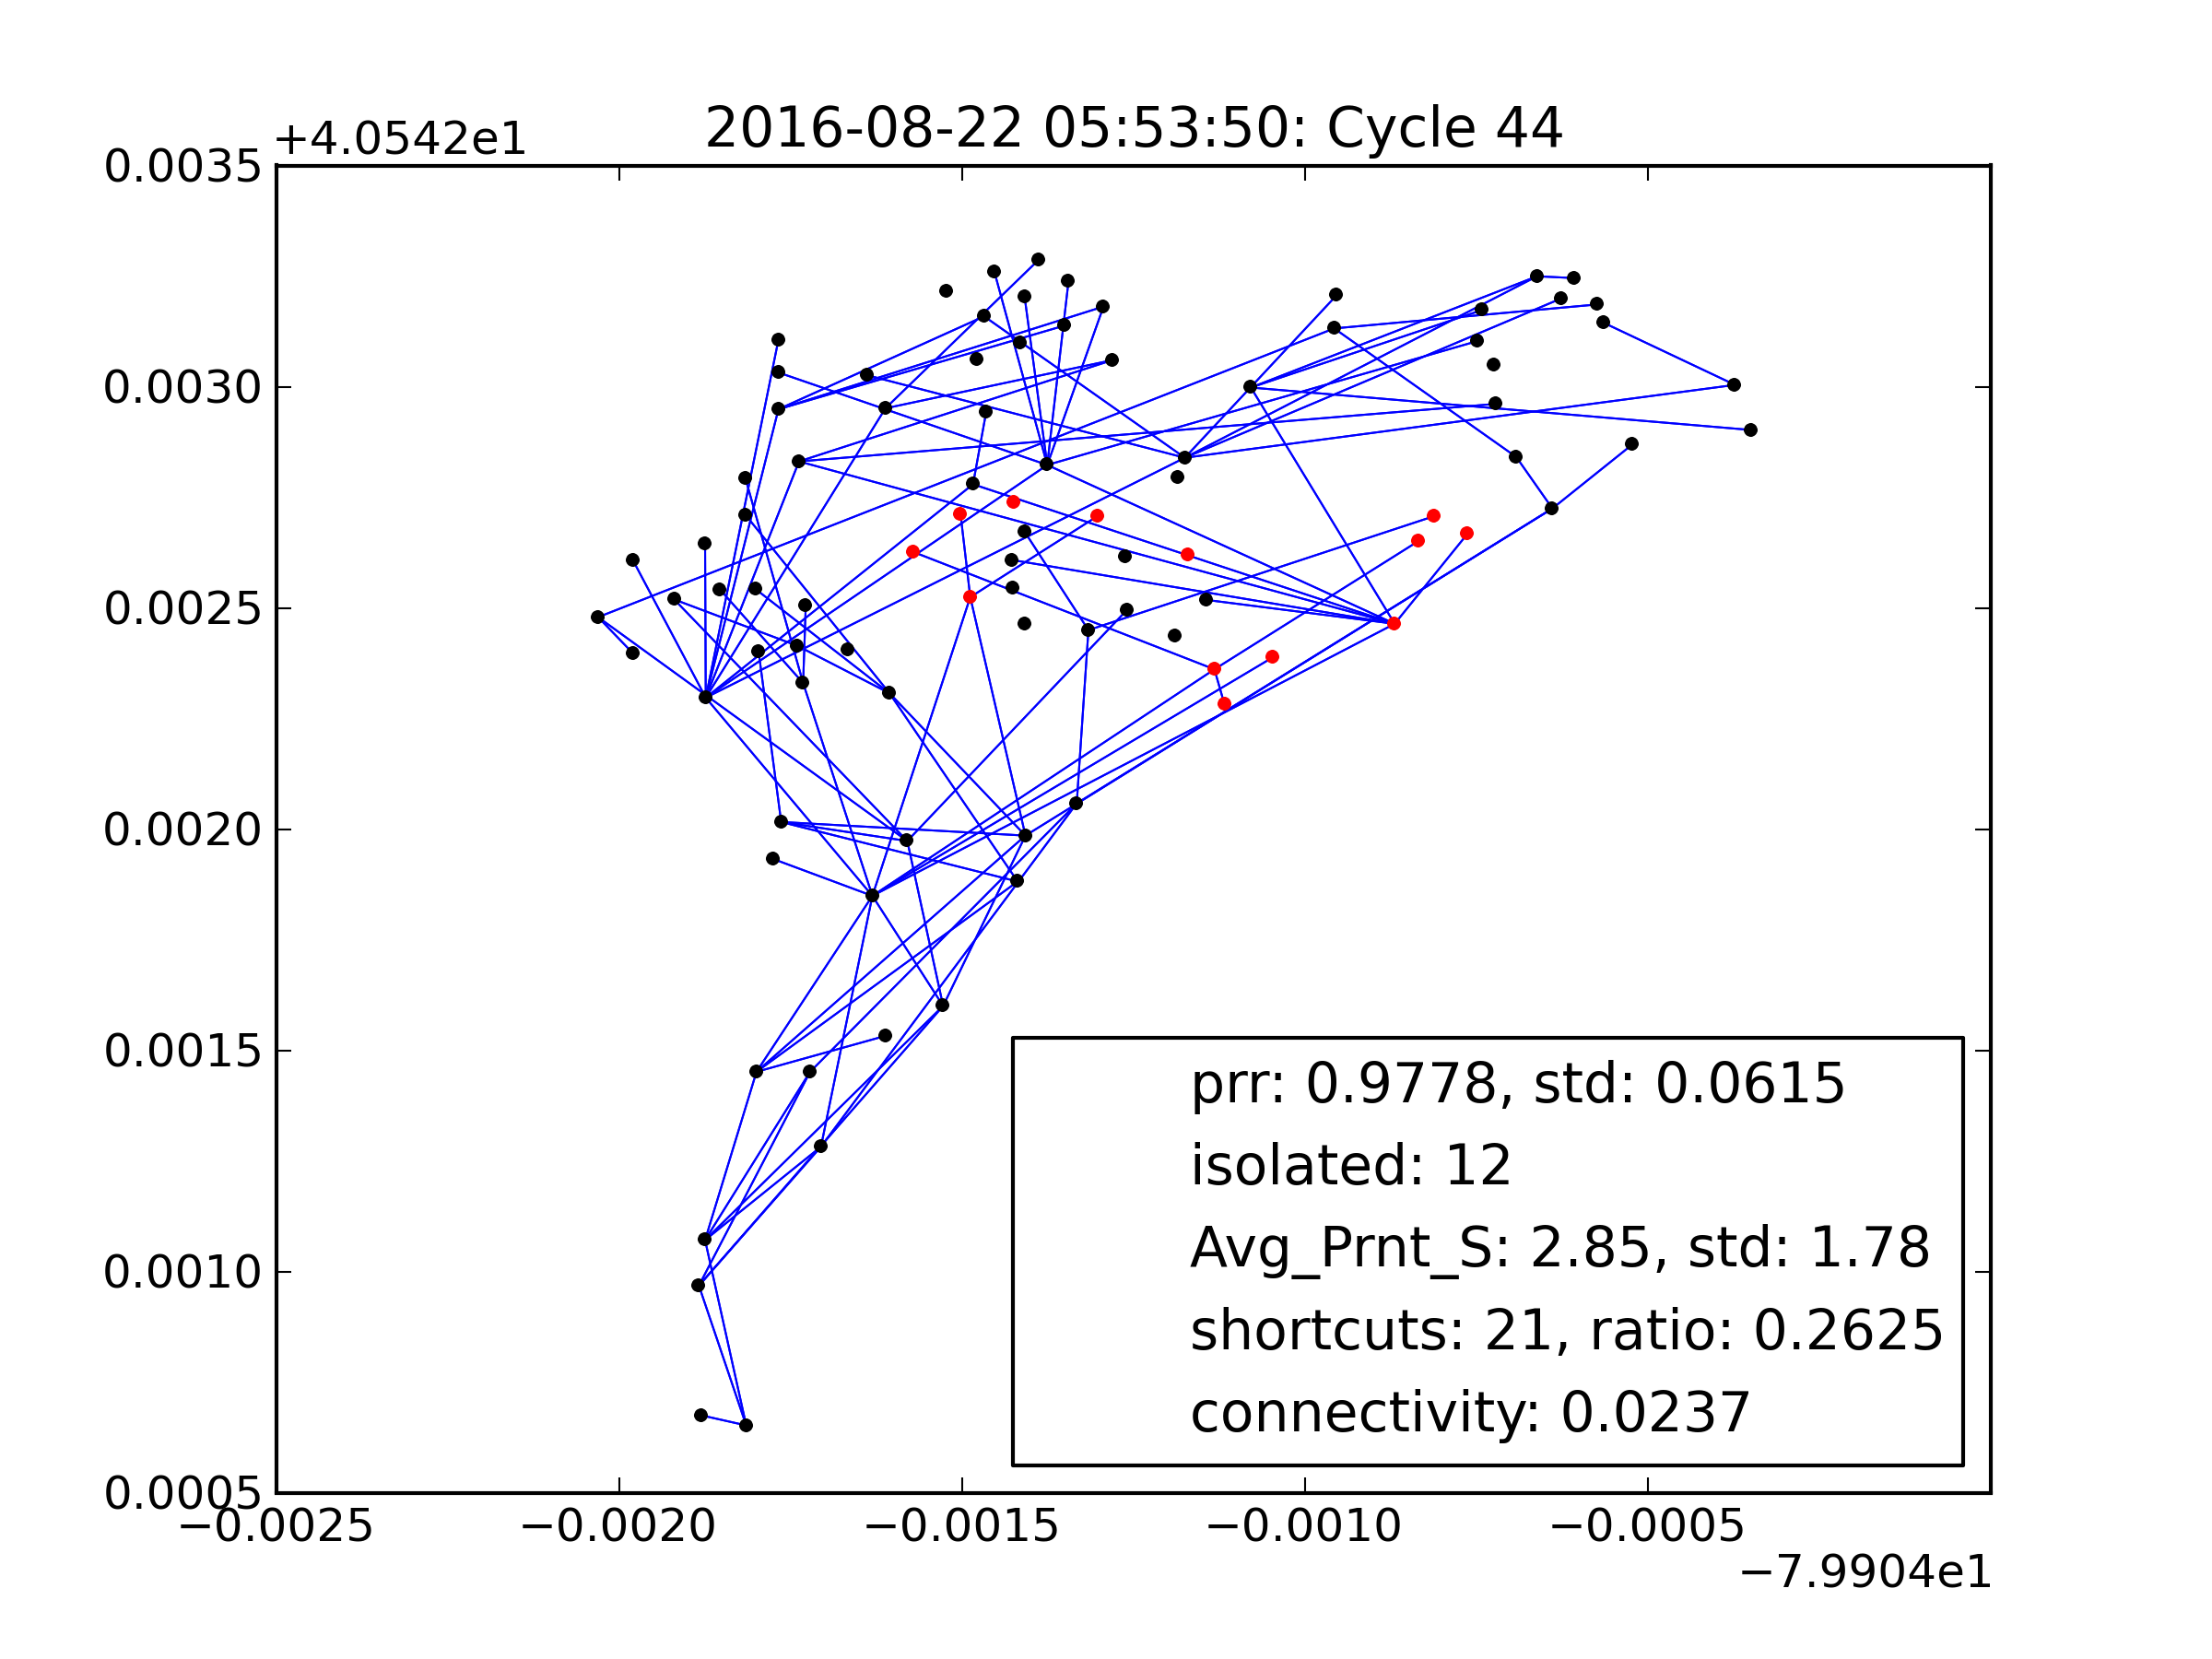 2016-08-22 05:53:50: Cycle 44
+4.0542e1
0.0035
0.0030
0.0025
0.0020
0.0015
0.0010
0.0005
prr: 0.9778, std: 0.0615
isolated: 12
Avg_Prnt_S: 2.85, std: 1.78
shortcuts: 21, ratio: 0.2625
connectivity: 0.0237
−0.0025 −0.0020 −0.0015 −0.0010 −0.0005
−7.9904e1